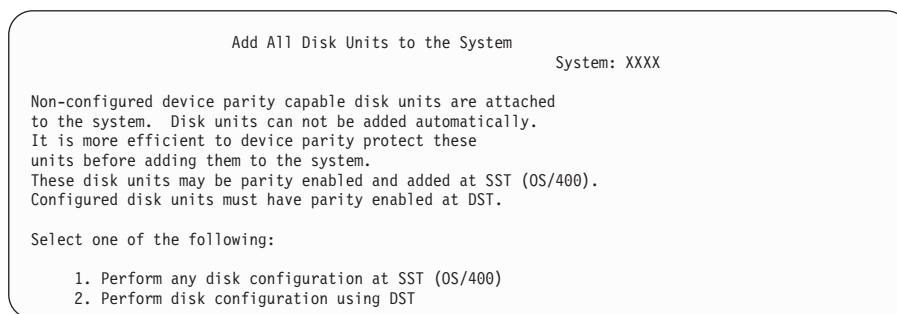 Add All Disk Units to the System
System: XXXX
Non-configured device parity capable disk units are attached
to the system. Disk units can not be added automatically.
It is more efficient to device parity protect these
units before adding them to the system.
These disk units may be parity enabled and added at SST (OS/400).
Configured disk units must have parity enabled at DST.
Select one of the following:
1. Perform any disk configuration at SST (OS/400)
2. Perform disk configuration using DST